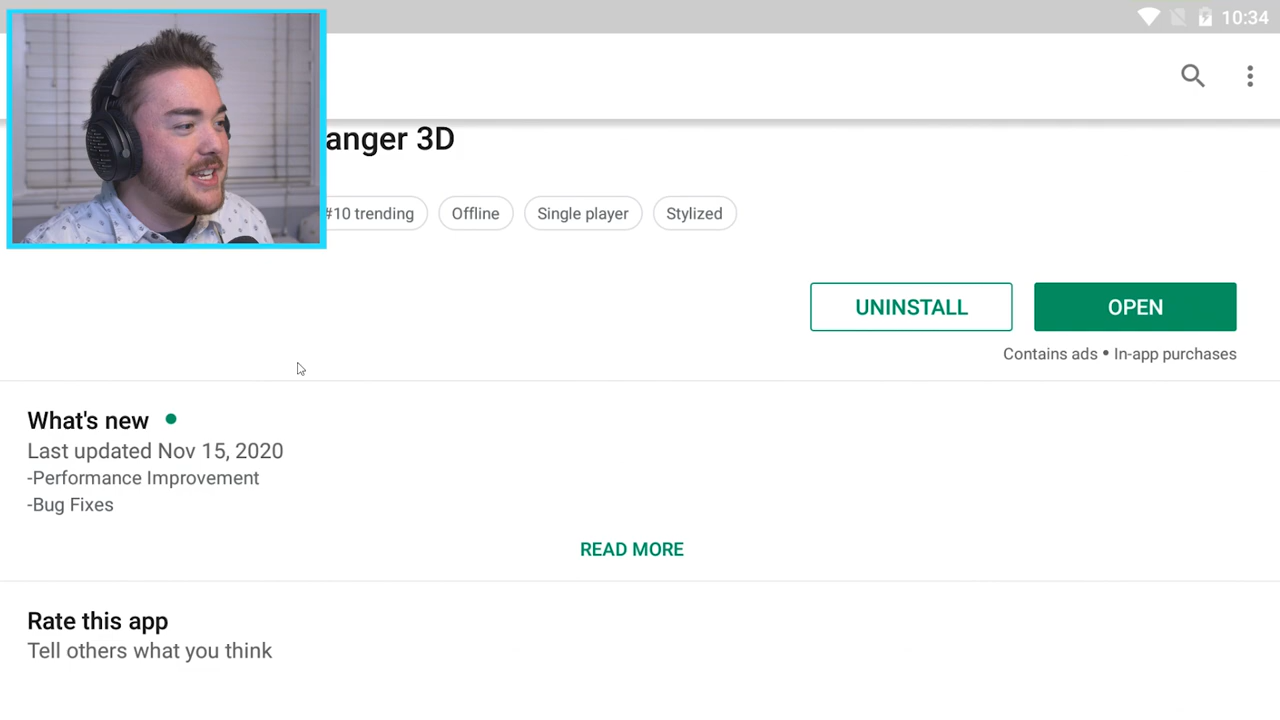 10:34
anger 3D
#10 trending
Offline
Single player
Stylized
UNINSTALL
OPEN
Contains ads • In-app purchases
What's new
Last updated Nov 15, 2020
-Performance Improvement
-Bug Fixes
READ MORE
Rate this app
Tell others what you think